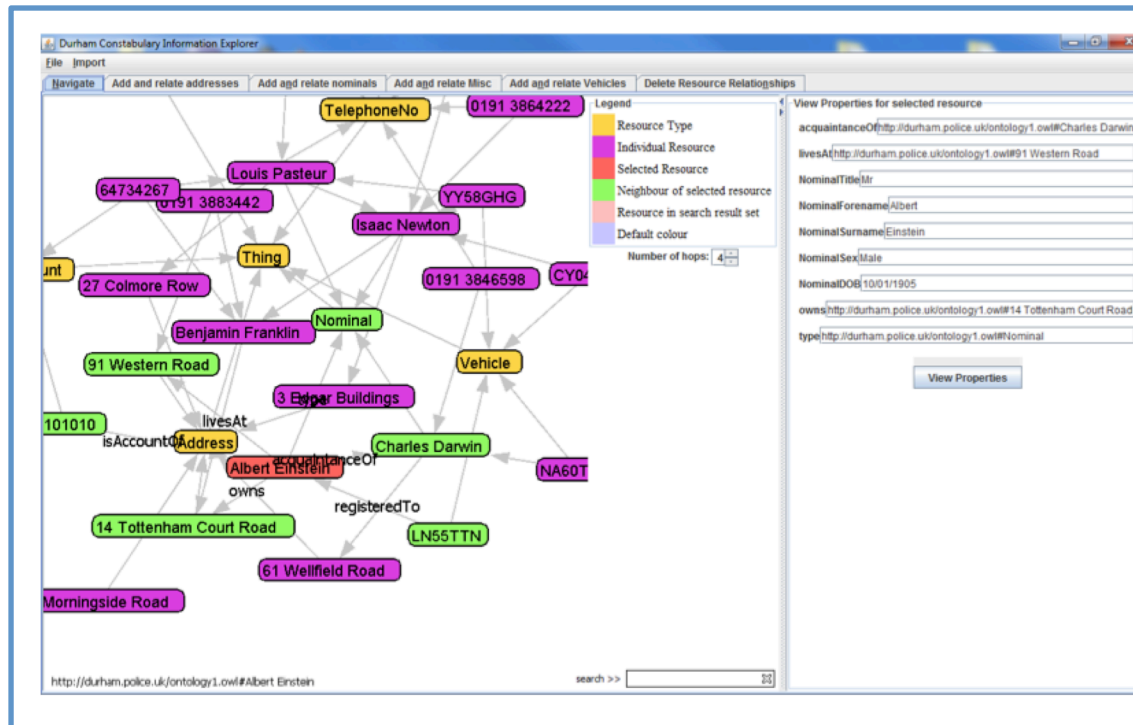 Durham Constabulary Information Explorer
File Import
Navigate Add and relate addresses Add and relate nominals Add and relate Misc Add and relate Vehicles Delete Resource Relationships
TelephoneNo
0191 3864222
Louis Pasteur
64734267
0191 3883442
YY58GHG
Isaac Newton
Thing
unt
27 Colmore Row
0191 3846598
CY04
Nominal
Benjamin Franklin
91 Western Road
Vehicle
3 Edgar Buildings
type
101010
livesAt
isAccountOf
Address
Charles Darwin
acquaintanceOf
Albert Einstein
NA60T
owns
registeredTo
14 Tottenham Court Road
LN55TTN
61 Wellfield Road
Morningside Road
http://durham.police.uk/ontology1.owl#Albert Einstein
search >>
Legend
Resource Type
Individual Resource
Selected Resource
Neighbour of selected resource
Resource in search result set
Default colour
Number of hops: 4
View Properties for selected resource
acquaintanceOf http://durham.police.uk/ontology1.owl#Charles Darwin
livesAt http://durham.police.uk/ontology1.owl#91 Western Road
NominalTitle Mr
NominalForename Albert
NominalSurname Einstein
NominalSex Male
NominalDOB 10/01/1905
owns http://durham.police.uk/ontology1.owl#14 Tottenham Court Road
type http://durham.police.uk/ontology1.owl#Nominal
View Properties